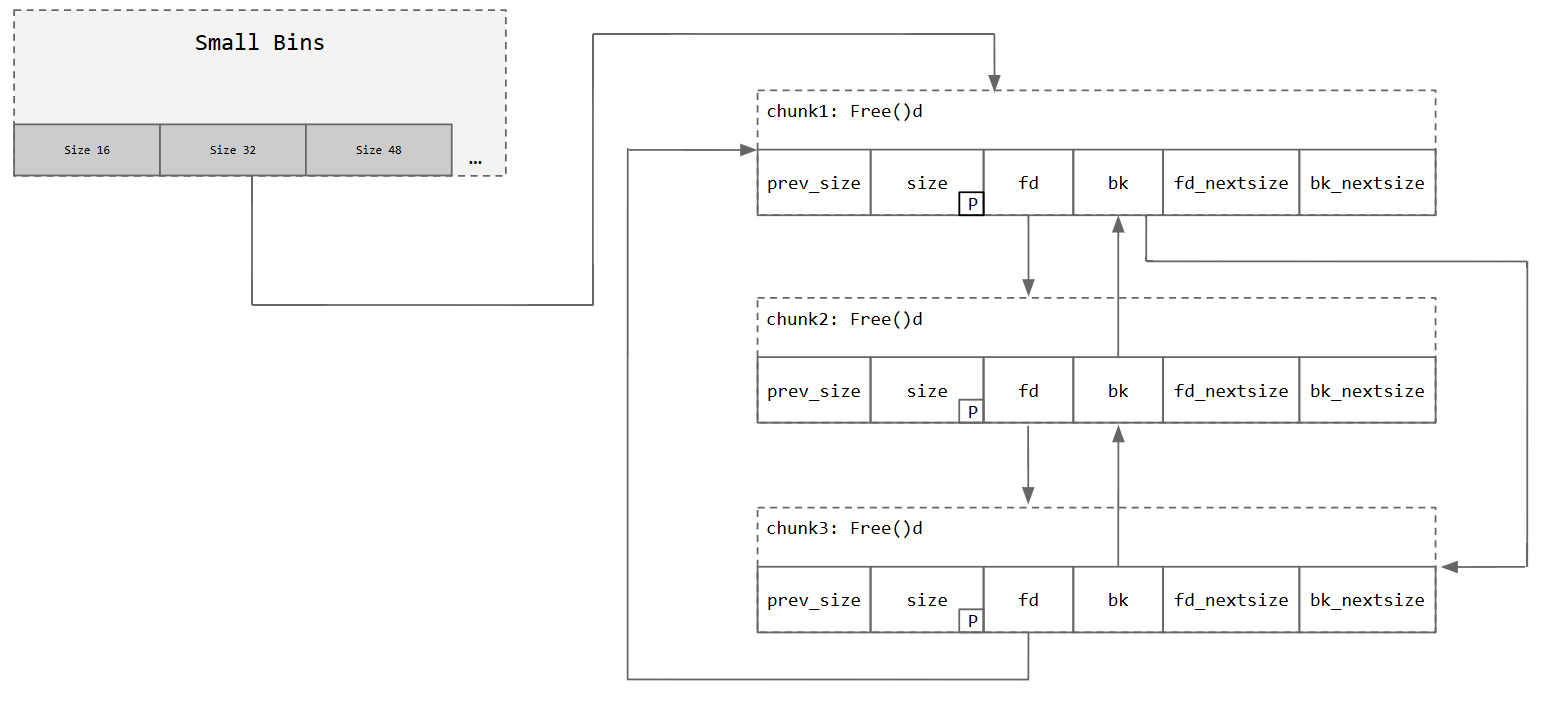 Small Bins
Size 16 Size 32 Size 48 ...
chunk1: Free()d
prev_size size P fd bk fd_nextsize bk_nextsize
chunk2: Free()d
prev_size size P fd bk fd_nextsize bk_nextsize
chunk3: Free()d
prev_size size P fd bk fd_nextsize bk_nextsize